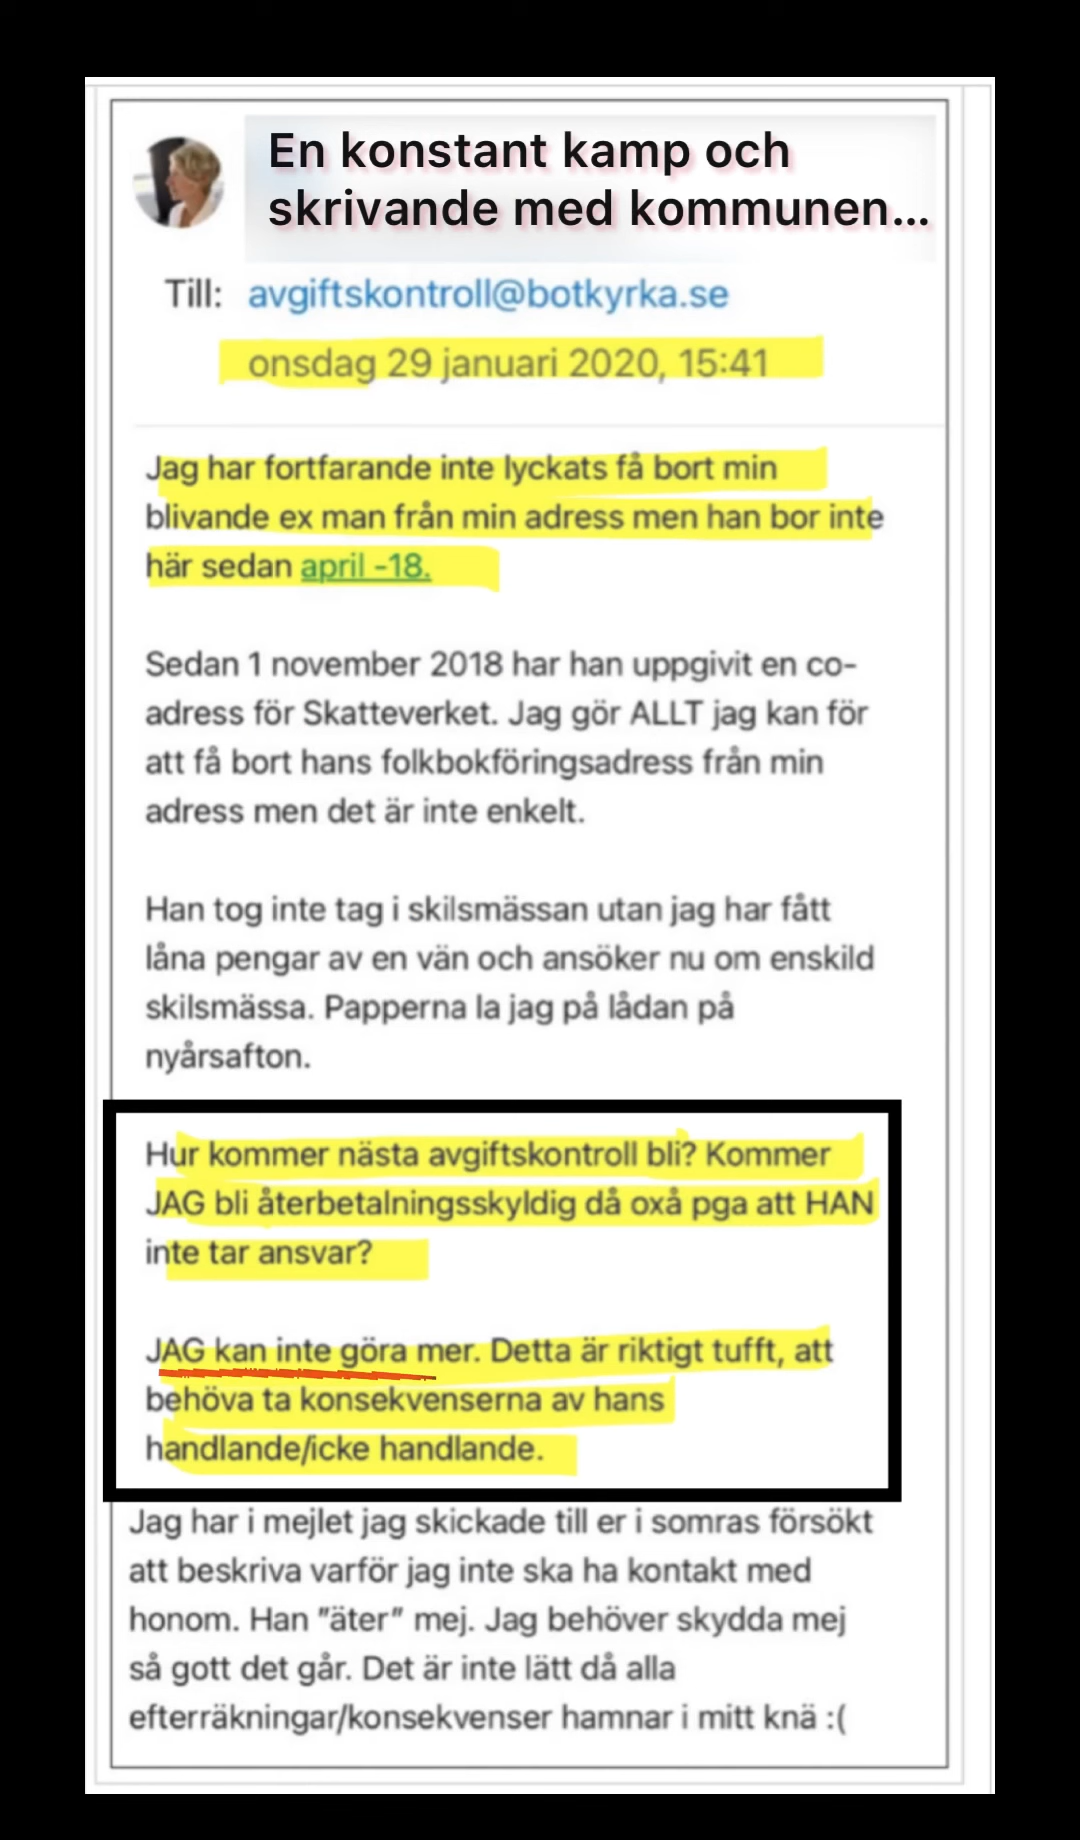 En konstant kamp och
skrivande med kommunen...
Till: avgiftskontroll@botkyrka.se
onsdag 29 januari 2020, 15:41
Jag har fortfarande inte lyckats få bort min
blivande ex man från min adress men han bor inte
här sedan april -18.
Sedan 1 november 2018 har han uppgivit en co-
adress för Skatteverket. Jag gör ALLT jag kan för
att få bort hans folkbokföringsadress från min
adress men det är inte enkelt.
Han tog inte tag i skilsmässan utan jag har fått
låna pengar av en vän och ansöker nu om enskild
skilsmässa. Papperna la jag på lådan på
nyårsafton.
Hur kommer nästa avgiftskontroll bli? Kommer
JAG bli återbetalningsskyldig då oxå pga att HAN
inte tar ansvar?
JAG kan inte göra mer. Detta är riktigt tufft, att
behöva ta konsekvenserna av hans
handlande/icke handlande.
Jag har i mejlet jag skickade till er i somras försökt
att beskriva varför jag inte ska ha kontakt med
honom. Han ”äter” mej. Jag behöver skydda mej
så gott det går. Det är inte lätt då alla
efterräkningar/konsekvenser hamnar i mitt knä :(